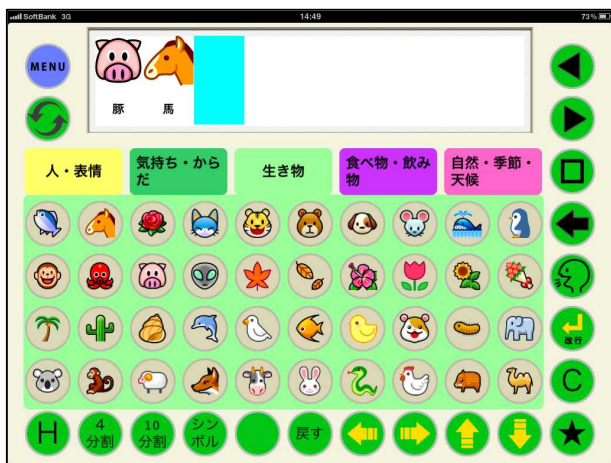 SoftBank 3G 14:49 73%
MENU
豚 馬
人・表情
気持ち・から
だ
生き物
食べ物・飲み
物
自然・季節・
天候
改行
C
H
4
分割
10
分割
シン
ボル
戻す